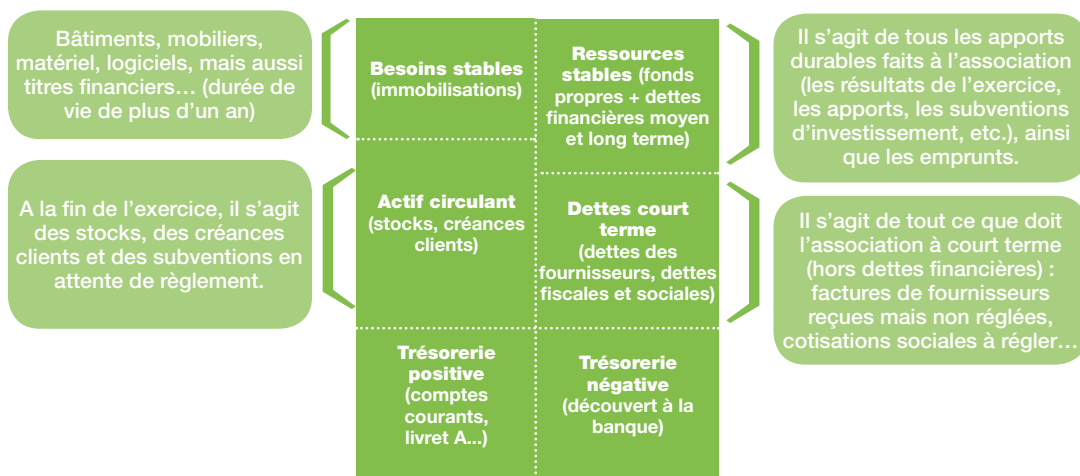 Bâtiments, mobiliers,
matériel, logiciels, mais aussi
titres financiers… (durée de
vie de plus d’un an)
A la fin de l’exercice, il s’agit
des stocks, des créances
clients et des subventions en
attente de règlement.
Besoins stables
(immobilisations)
Actif circulant
(stocks, créances
clients)
Trésorerie
positive
(comptes
courants,
livret A...)
Ressources
stables (fonds
propres + dettes
financières moyen
et long terme)
Dettes court
terme
(dettes des
fournisseurs, dettes
fiscales et sociales)
Trésorerie
négative
(découvert à la
banque)
Il s’agit de tous les apports
durables faits à l’association
(les résultats de l’exercice,
les apports, les subventions
d’investissement, etc.), ainsi
que les emprunts.
Il s’agit de tout ce que doit
l’association à court terme
(hors dettes financières) :
factures de fournisseurs
reçues mais non réglées,
cotisations sociales à régler…